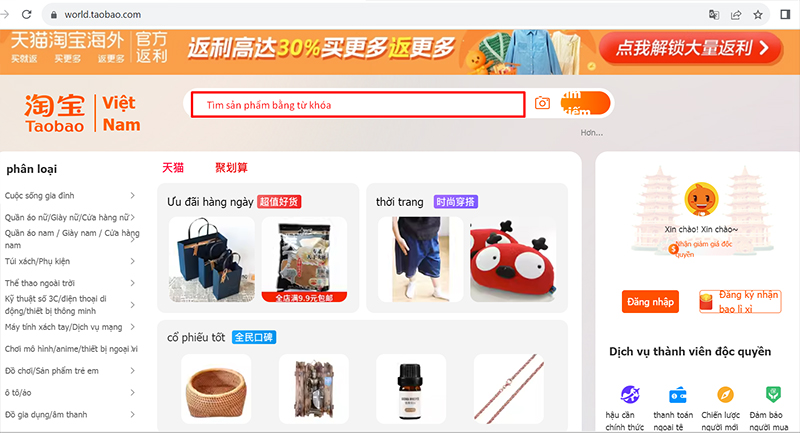 world.taobao.com
天猫淘宝海外
官方
返利
买就返 买更多 返更多
返利高达30%买更多返更多
点我解锁大量返利
淘宝
Taobao
Việt
Nam
Tìm sản phẩm bằng từ khóa
tìm
kiếm
Hơn...
phân loại
Cuộc sống gia đình
Quần áo nữ/Giày nữ/Cửa hàng nữ
Quần áo nam / Giày nam / Cửa hàng
nam
Túi xách/Phụ kiện
Thể thao ngoài trời
Kỹ thuật số 3C/điện thoại di
động/thiết bị thông minh
Máy tính xách tay/Dịch vụ mạng
Chơi mô hình/anime/thiết bị ngoại vi
Đồ chơi/Sản phẩm trẻ em
ô tô/áo
Đồ gia dụng/âm thanh
天猫
聚划算
Ưu đãi hàng ngày
超值好货
全店满9.9元包邮
thời trang
时尚穿搭
cổ phiếu tốt
全民口碑
Xin chào! Xin chào~
$ Nhận giảm giá độc
quyền
Đăng nhập
Đăng ký nhận
bao lì xì
Dịch vụ thành viên độc quyền
hậu cần
chính thức
thanh toán
ngoại tệ
Chiến lược
người mới
Đảm bảo
người mua